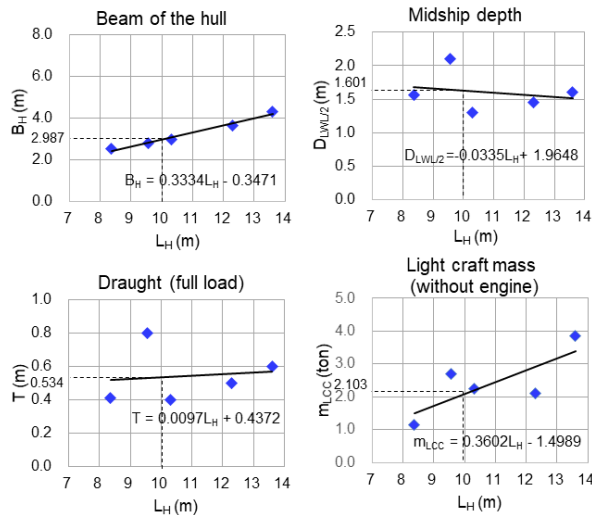 Beam of the hull
8.0
6.0
4.0
2.987
2.0
0.0
B_H (m)
B_H = 0.3334L_H - 0.3471
7 8 9 10 11 12 13 14
L_H (m)
Midship depth
2.5
2.0
1.601
1.5
1.0
0.5
0.0
D_LWL/2 (m)
D_LWL/2 =-0.0335L_H+ 1.9648
7 8 9 10 11 12 13 14
L_H (m)
Draught (full load)
1.0
0.8
0.6
0.534
0.4
0.2
0.0
T (m)
T = 0.0097L_H + 0.4372
7 8 9 10 11 12 13 14
L_H (m)
Light craft mass
(without engine)
5.0
4.0
3.0
2.103
2.0
1.0
0.0
m_LCC (ton)
m_LCC = 0.3602L_H - 1.4989
7 8 9 10 11 12 13 14
L_H (m)